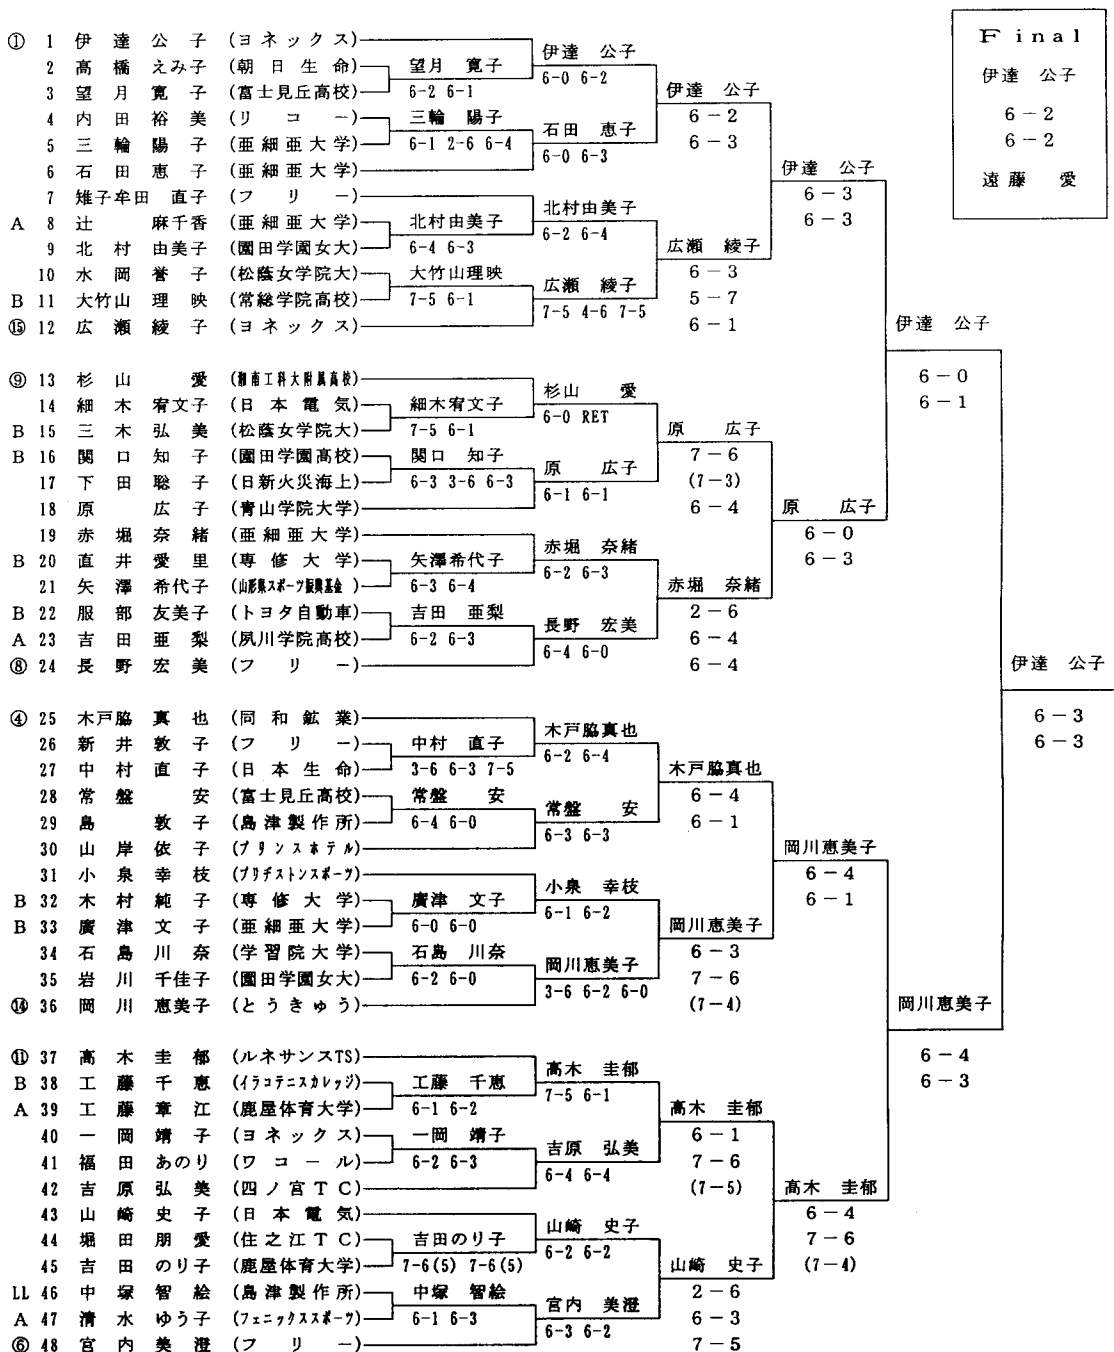 Final
伊達 公子
6-2
6-2
遠藤 愛
① 1 伊達公子 (ヨネックス)
2 高橋えみ子 (朝日生命)
3 望月寛子 (富士見丘高校)
4 内田裕美 (リコー)
5 三輪陽子 (亜細亜大学)
6 石田恵子 (亜細亜大学)
7 雉子牟田 直子 (フリー)
A 8 辻 麻千香 (亜細亜大学)
9 北村由美子 (園田学園女大)
10 水岡誉子 (松蔭女学院大)
B 11 大竹山理映 (常総学院高校)
⑮ 12 広瀬綾子 (ヨネックス)
⑨ 13 杉山 愛 (湘南工科大附属高校)
14 細木宥文子 (日本電気)
B 15 三木弘美 (松蔭女学院大)
B 16 関口知子 (園田学園高校)
17 下田聡子 (日新火災海上)
18 原 広子 (青山学院大学)
19 赤堀奈緒 (亜細亜大学)
B 20 直井愛里 (専修大学)
21 矢澤希代子 (山形県スポーツ振興基金)
B 22 服部友美子 (トヨタ自動車)
A 23 吉田亜梨 (夙川学院高校)
⑧ 24 長野宏美 (フリー)
④ 25 木戸脇真也 (同和鉱業)
26 新井敦子 (フリー)
27 中村直子 (日本生命)
28 常盤 安 (富士見丘高校)
29 島 敦子 (島津製作所)
30 山岸依子 (プリンスホテル)
31 小泉幸枝 (ブリヂストンスポーツ)
B 32 木村純子 (専修大学)
B 33 廣津文子 (亜細亜大学)
34 石島川奈 (学習院大学)
35 岩川千佳子 (園田学園女大)
⑭ 36 岡川恵美子 (とうきゅう)
⑪ 37 高木圭郁 (ルネサンスTS)
B 38 工藤千恵 (イラコテニスカレッジ)
A 39 工藤章江 (鹿屋体育大学)
40 一岡靖子 (ヨネックス)
41 福田あのり (ワコール)
42 吉原弘美 (四ノ宮TC)
43 山崎史子 (日本電気)
44 堀田朋愛 (住之江TC)
45 吉田のり子 (鹿屋体育大学)
LL 46 中塚智絵 (島津製作所)
A 47 清水ゆう子 (フェニックススポーツ)
⑥ 48 宮内美澄 (フリー)
望月 寛子
6-2 6-1
三輪 陽子
6-1 2-6 6-4
北村由美子
6-4 6-3
大竹山理映
7-5 6-1
細木宥文子
7-5 6-1
関口 知子
6-3 3-6 6-3
矢澤希代子
6-3 6-4
吉田 亜梨
6-2 6-3
中村 直子
3-6 6-3 7-5
常盤 安
6-4 6-0
廣津 文子
6-0 6-0
石島 川奈
6-2 6-0
工藤 千恵
6-1 6-2
一岡 靖子
6-2 6-3
吉田のり子
7-6(5) 7-6(5)
中塚 智絵
6-1 6-3
伊達 公子
6-0 6-2
石田 恵子
6-0 6-3
北村由美子
6-2 6-4
広瀬 綾子
7-5 4-6 7-5
杉山 愛
6-0 RET
原 広子
6-1 6-1
赤堀 奈緒
6-2 6-3
長野 宏美
6-4 6-0
木戸脇真也
6-2 6-4
常盤 安
6-3 6-3
小泉 幸枝
6-1 6-2
岡川恵美子
3-6 6-2 6-0
高木 圭郁
7-5 6-1
吉原 弘美
6-4 6-4
山崎 史子
6-2 6-2
宮内 美澄
6-3 6-2
伊達 公子
6-2
6-3
広瀬 綾子
6-3
5-7
6-1
原 広子
7-6
(7-3)
6-4
赤堀 奈緒
2-6
6-4
6-4
木戸脇真也
6-4
6-1
岡川恵美子
6-3
7-6
(7-4)
高木 圭郁
6-1
7-6
(7-5)
山崎 史子
2-6
6-3
7-5
伊達 公子
6-3
6-3
原 広子
6-0
6-3
岡川恵美子
6-4
6-1
高木 圭郁
6-4
7-6
(7-4)
伊達 公子
6-0
6-1
岡川恵美子
6-4
6-3
伊達 公子
6-3
6-3